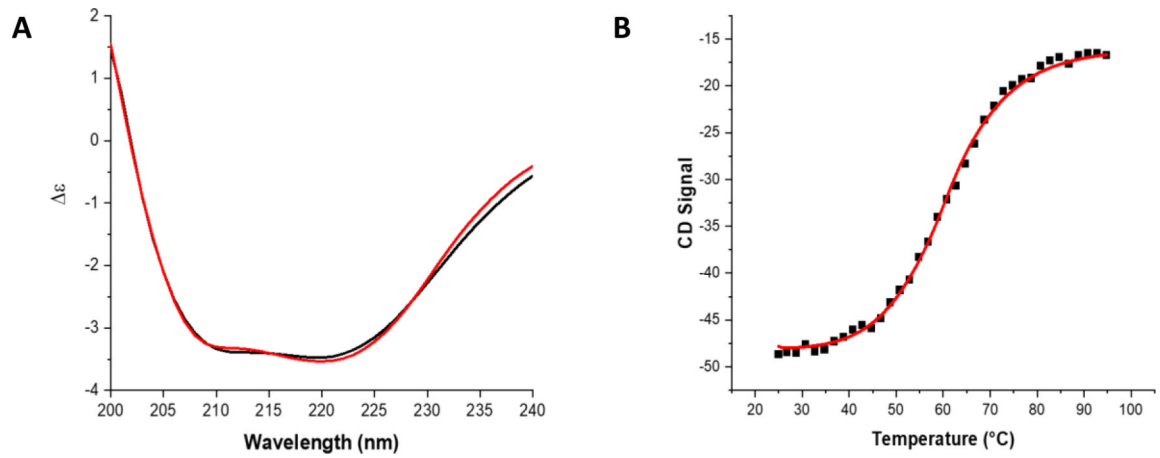 A
2
1
0
-1
-2
-3
-4
Δε
200 205 210 215 220 225 230 235 240
Wavelength (nm)
B
-15
-20
-25
-30
-35
-40
-45
-50
CD Signal
20 30 40 50 60 70 80 90 100
Temperature (°C)